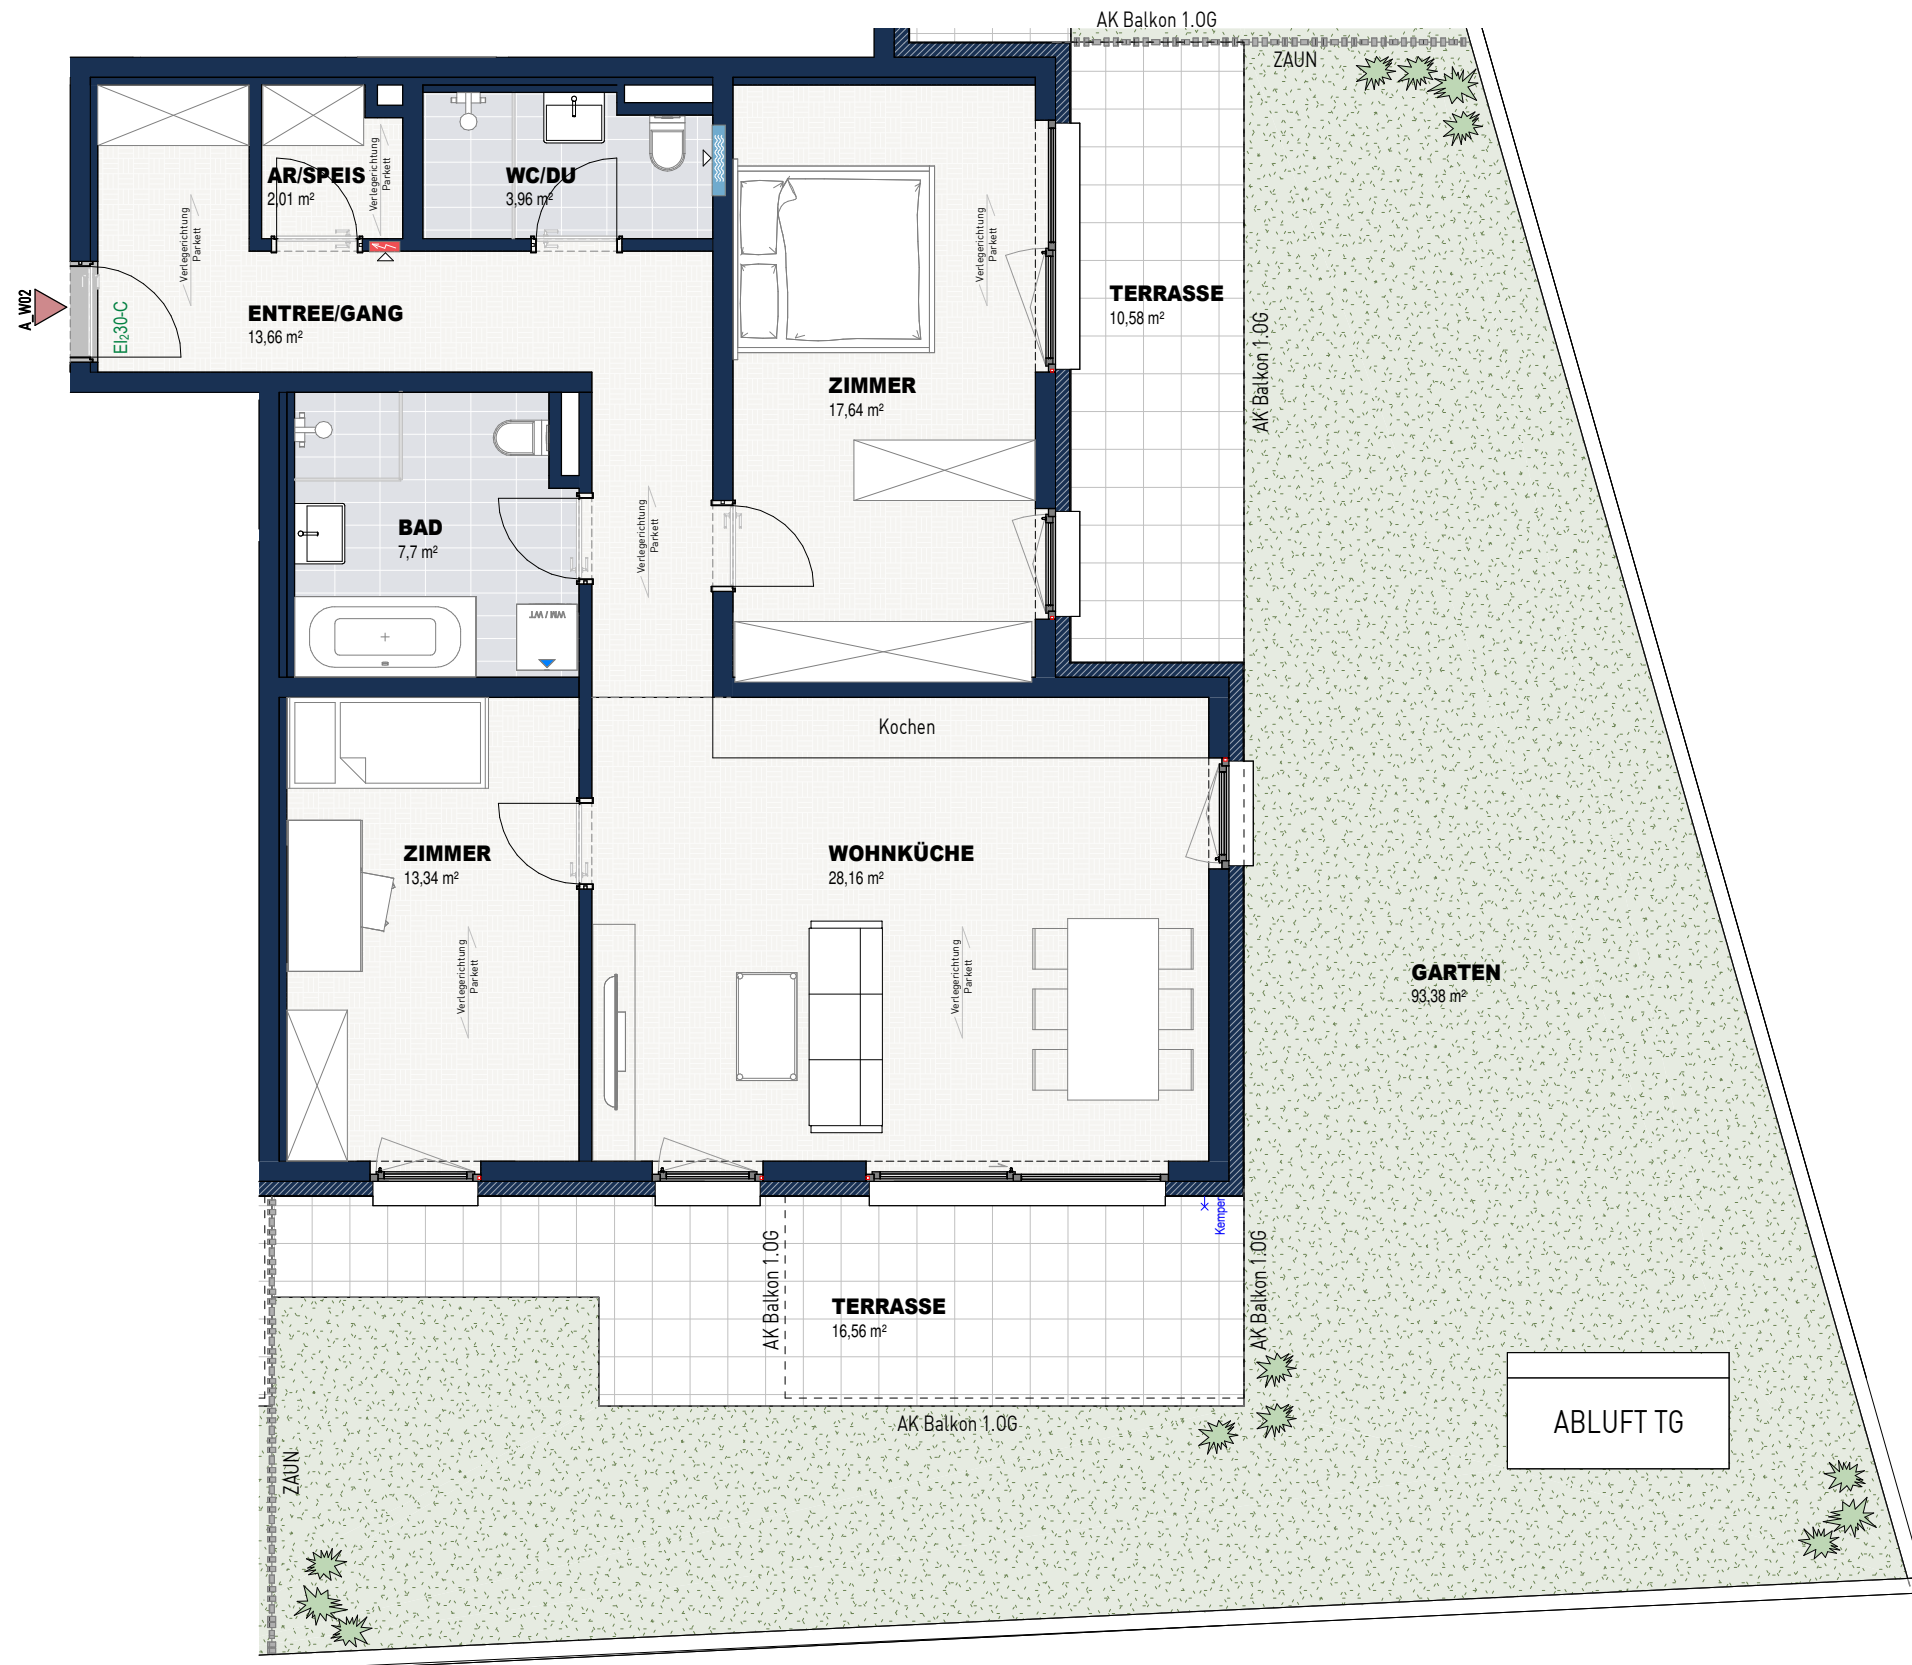 AK Balkon 1.OG
ZAUN
AR/SPEIS
2,01 m²
Verlegerichtung
Parkett
WC/DU
3,96 m²
Verlegerichtung
Parkett
Verlegerichtung
Parkett
A_W02
EI₂30-C
ENTREE/GANG
13,66 m²
TERRASSE
10,58 m²
AK Balkon 1.OG
ZIMMER
17,64 m²
BAD
7,7 m²
Verlegerichtung
Parkett
WM / WT
Kochen
ZIMMER
13,34 m²
WOHNKÜCHE
28,16 m²
Verlegerichtung
Parkett
Verlegerichtung
Parkett
GARTEN
93,38 m²
Kemper
AK Balkon 1.OG
AK Balkon 1.OG
TERRASSE
16,56 m²
AK Balkon 1.OG
ABLUFT TG
ZAUN